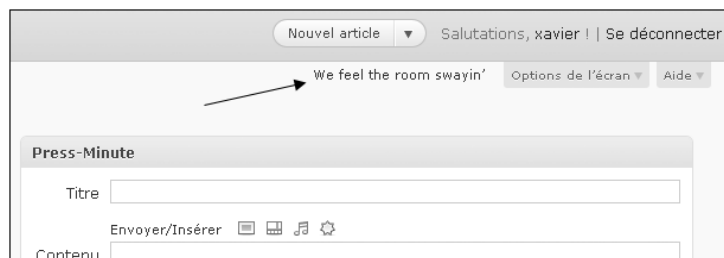 Nouvel article ▼ Salutations, xavier ! | Se déconnecter
We feel the room swayin’ Options de l’écran ▼ Aide ▼
Press-Minute
Titre
Envoyer/Insérer
Contenu